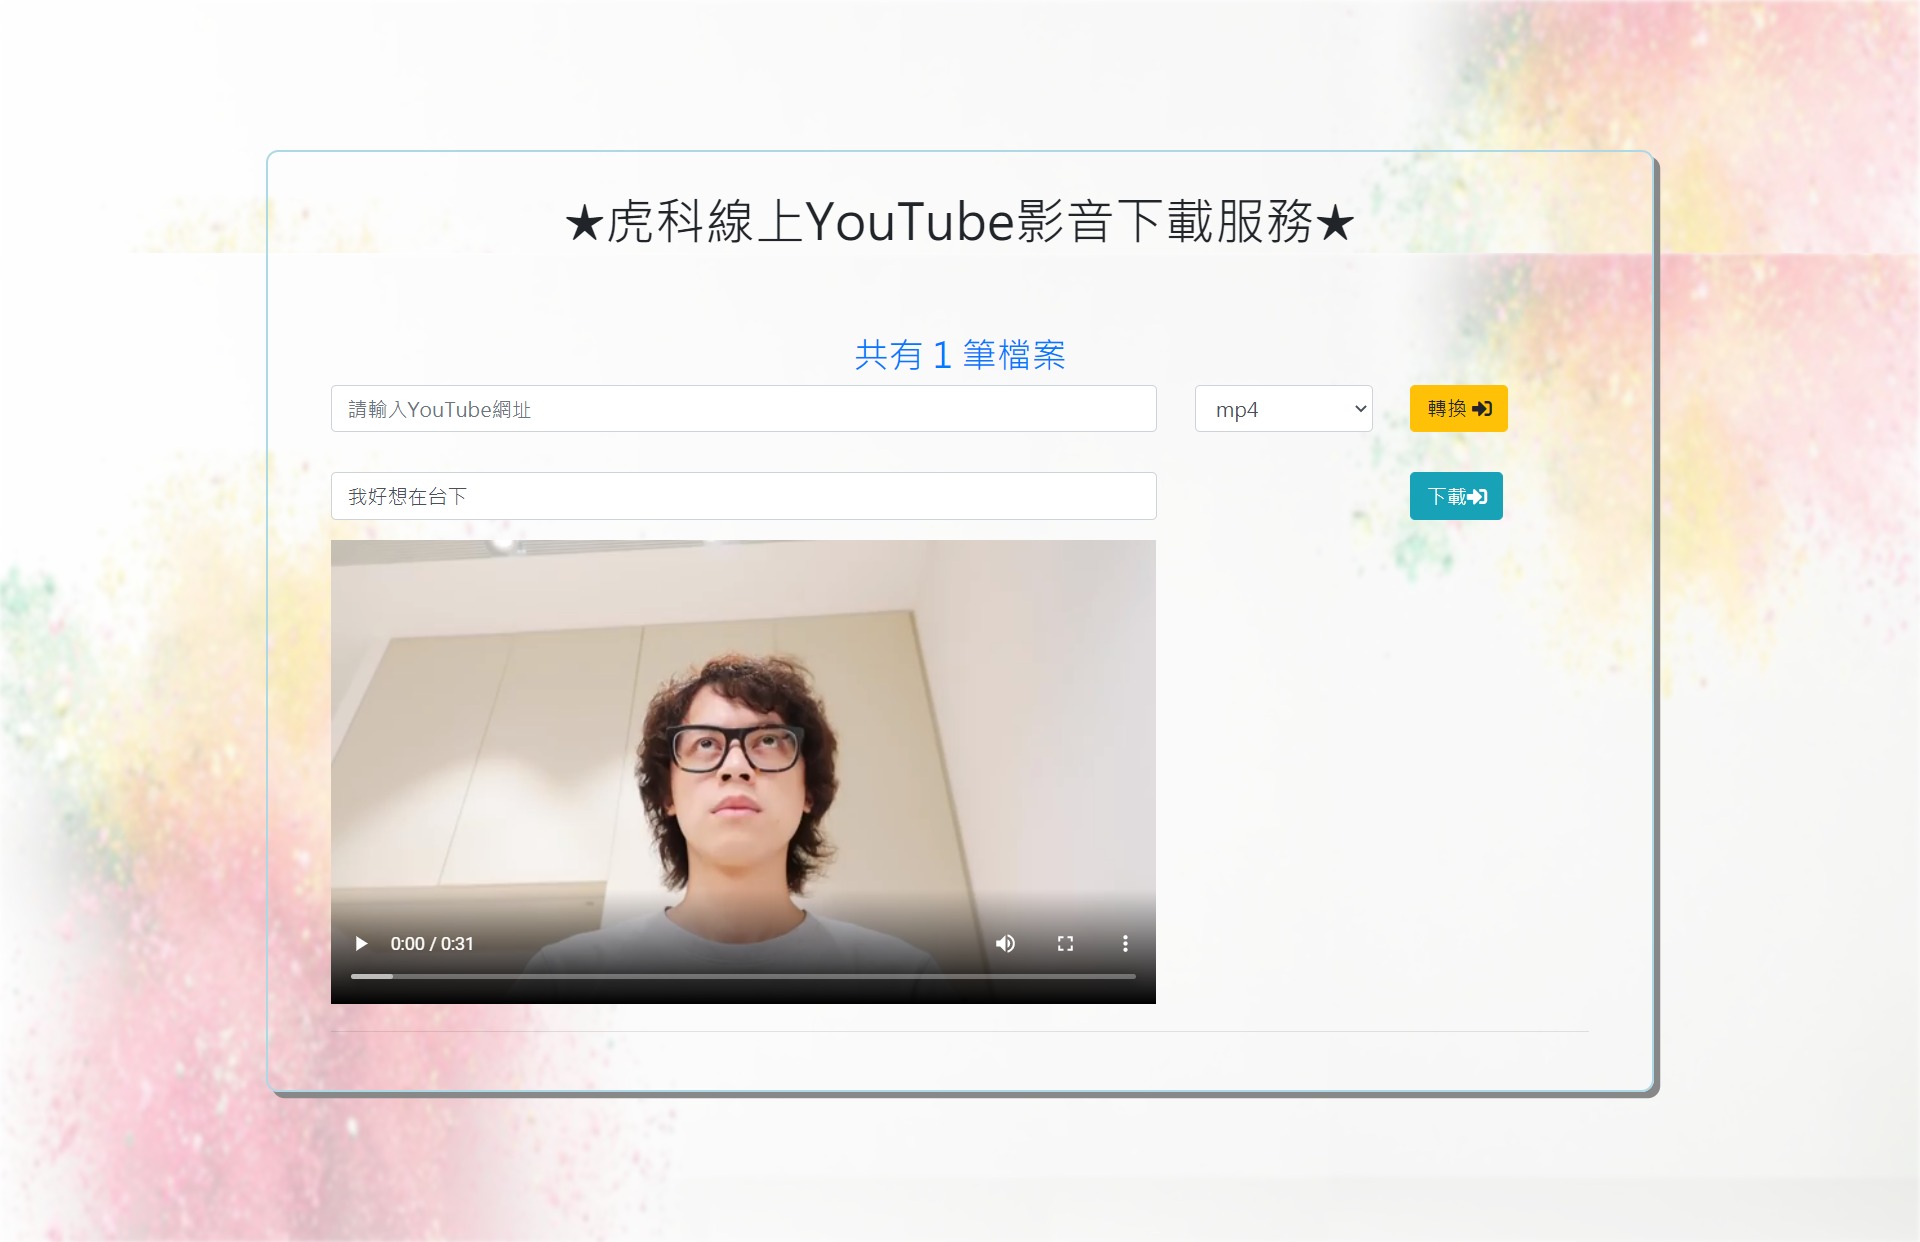 ★虎科線上YouTube影音下載服務★
共有 1 筆檔案
請輸入YouTube網址
mp4
轉換
我好想在台下
下載
0:00 / 0:31